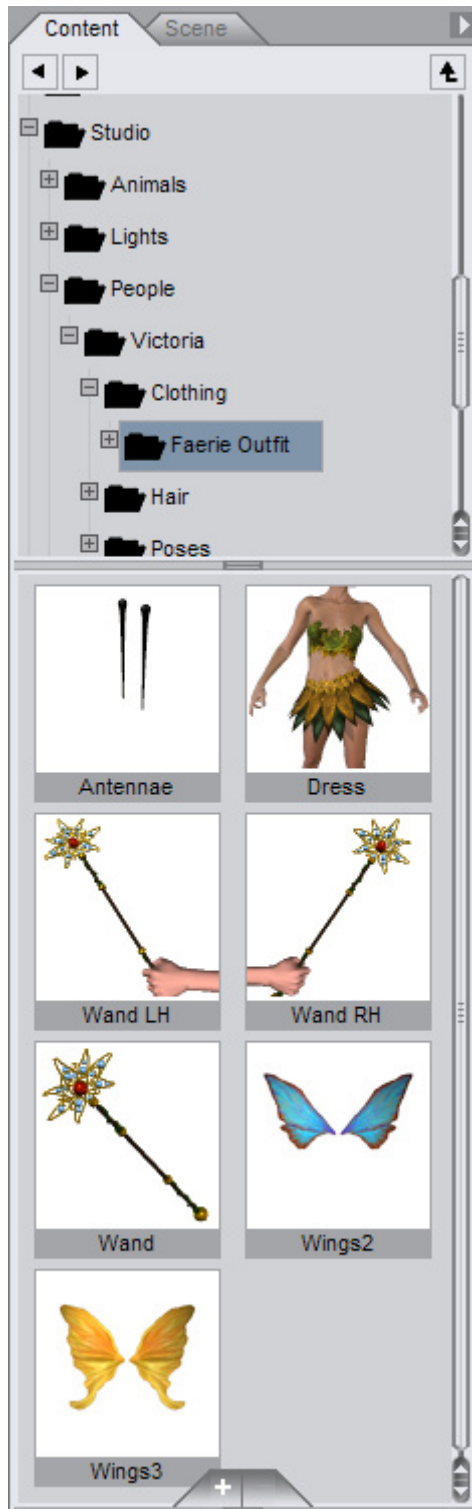 Content Scene
Studio
Animals
Lights
People
Victoria
Clothing
Faerie Outfit
Hair
Poses
Antennae Dress
Wand LH Wand RH
Wand Wings2
Wings3